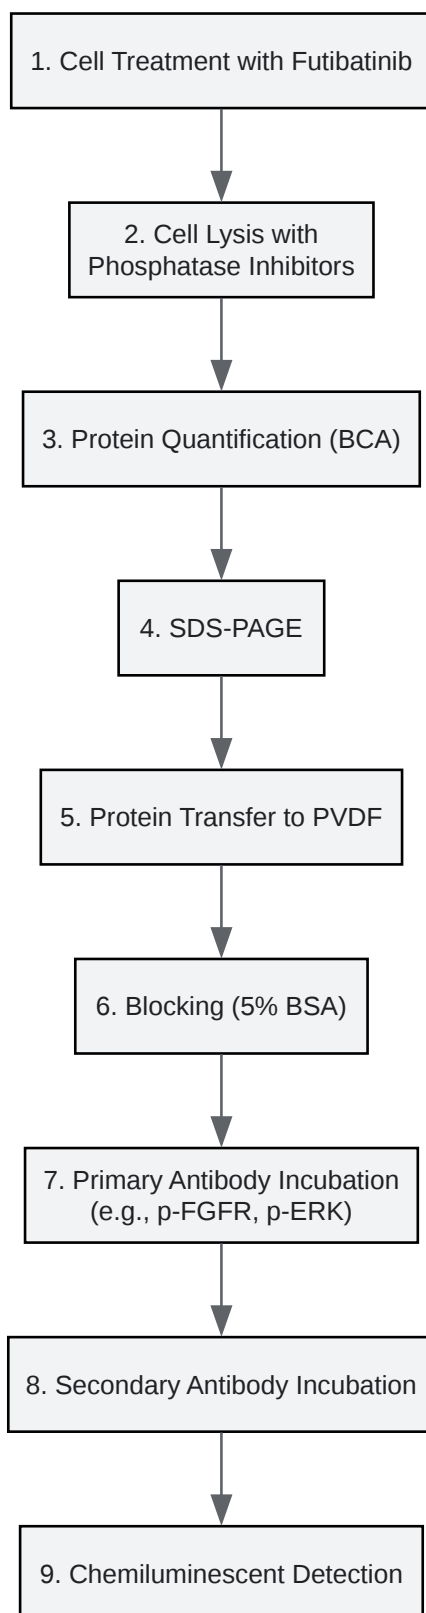 1. Cell Treatment with Futibatinib
2. Cell Lysis with
Phosphatase Inhibitors
3. Protein Quantification (BCA)
4. SDS-PAGE
5. Protein Transfer to PVDF
6. Blocking (5% BSA)
7. Primary Antibody Incubation
(e.g., p-FGFR, p-ERK)
8. Secondary Antibody Incubation
9. Chemiluminescent Detection